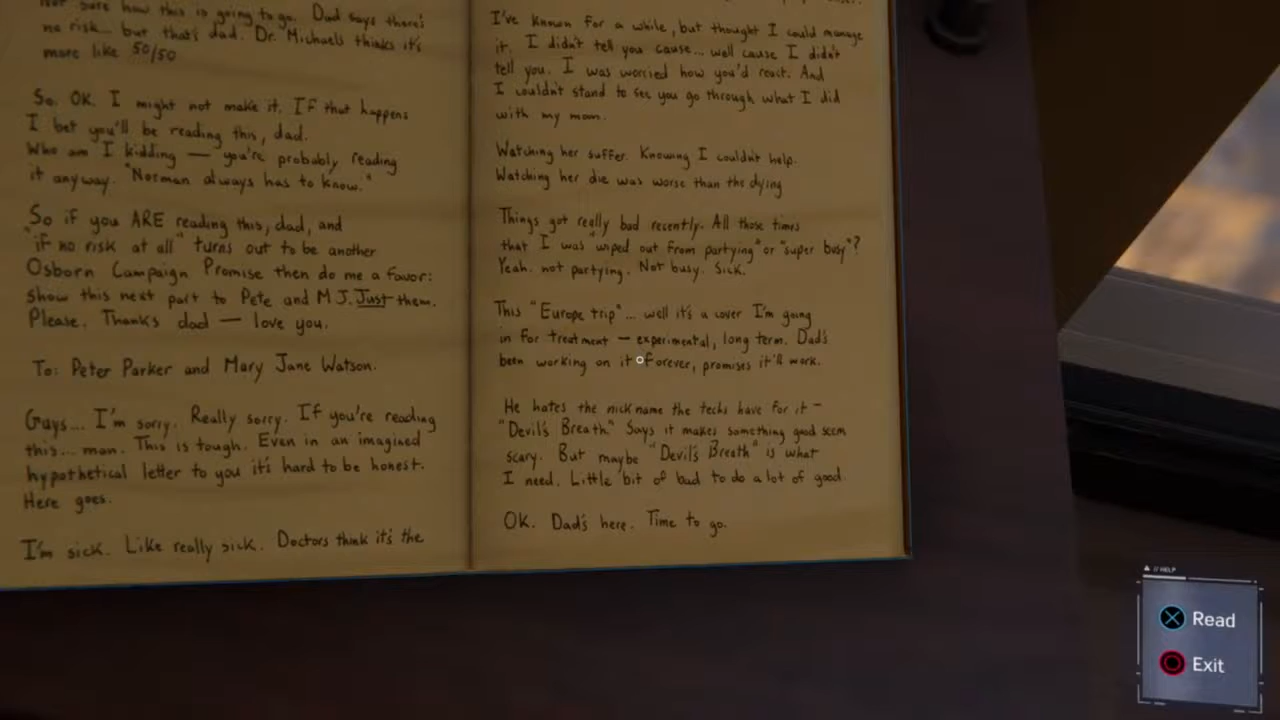 Not sure how this is going to go. Dad says there's
no risk... but that's dad. Dr. Michaels thinks it's
more like 50/50
So. OK. I might not make it. If that happens
I bet you'll be reading this, dad.
Who am I kidding — you're probably reading
it anyway. "Norman always has to know."
So if you ARE reading this, dad, and
"if no risk at all" turns out to be another
Osborn Campaign Promise then do me a favor:
Show this next part to Pete and MJ. Just them.
Please. Thanks dad — love you.
To: Peter Parker and Mary Jane Watson.
Guys... I'm sorry. Really sorry. If you're reading
this... man. This is tough. Even in an imagined
hypothetical letter to you it's hard to be honest.
Here goes.
I'm sick. Like really sick. Doctors think it's the
I've known for a while, but thought I could manage
it. I didn't tell you cause... well cause I didn't
tell you. I was worried how you'd react. And
I couldn't stand to see you go through what I did
with my mom.
Watching her suffer. Knowing I couldn't help.
Watching her die was worse than the dying
Things got really bad recently. All those times
that I was "wiped out from partying" or "super busy"?
Yeah. not partying. Not busy. Sick.
This "Europe trip"... well it's a cover I'm going
in for treatment — experimental, long term. Dad's
been working on it forever, promises it'll work.
He hates the nickname the techs have for it —
"Devil's Breath." Says it makes something good seem
scary. But maybe "Devil's Breath" is what
I need. Little bit of bad to do a lot of good.
OK. Dad's here. Time to go.
HELP
Read
Exit